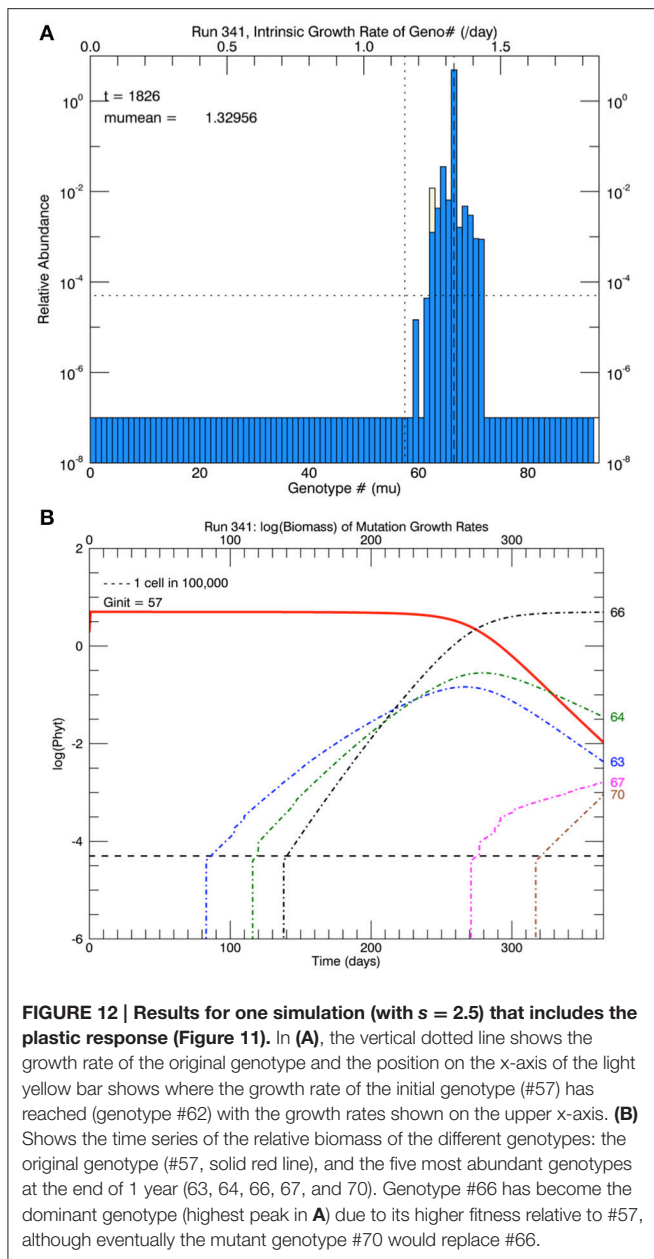 A
Run 341, Intrinsic Growth Rate of Geno# (/day)
0.0 0.5 1.0 1.5
t = 1826
mumean = 1.32956
10^0 10^0
10^-2 10^-2
10^-4 10^-4
10^-6 10^-6
10^-8 10^-8
Relative Abundance
0 20 40 60 80
Genotype # (mu)
B
Run 341: log(Biomass) of Mutation Growth Rates
0 100 200 300
2
---- 1 cell in 100,000
Ginit = 57
66
0
64
-2
63
67
70
-4
-6
log(Phyt)
0 100 200 300
Time (days)
FIGURE 12 | Results for one simulation (with s = 2.5) that includes the
plastic response (Figure 11). In (A), the vertical dotted line shows the
growth rate of the original genotype and the position on the x-axis of the light
yellow bar shows where the growth rate of the initial genotype (#57) has
reached (genotype #62) with the growth rates shown on the upper x-axis. (B)
Shows the time series of the relative biomass of the different genotypes: the
original genotype (#57, solid red line), and the five most abundant genotypes
at the end of 1 year (63, 64, 66, 67, and 70). Genotype #66 has become the
dominant genotype (highest peak in A) due to its higher fitness relative to #57,
although eventually the mutant genotype #70 would replace #66.